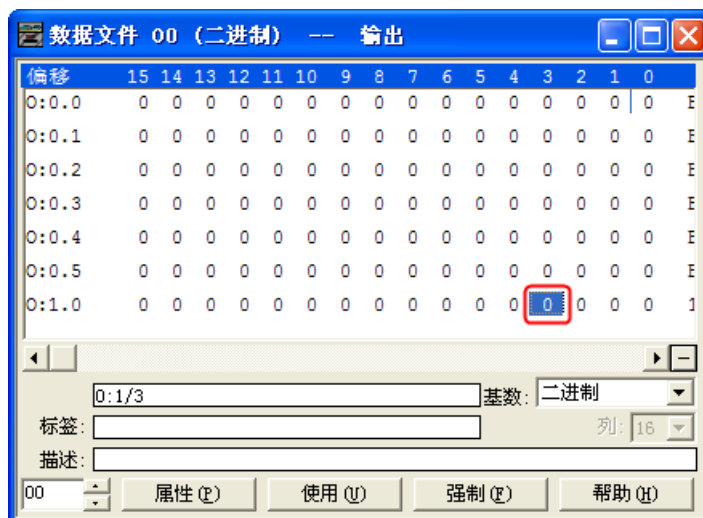 数据文件 OO (二进制) -- 输出
偏移 15 14 13 12 11 10 9 8 7 6 5 4 3 2 1 0
O:0.0 0 0 0 0 0 0 0 0 0 0 0 0 0 0 0 0 E
O:0.1 0 0 0 0 0 0 0 0 0 0 0 0 0 0 0 0 E
O:0.2 0 0 0 0 0 0 0 0 0 0 0 0 0 0 0 0 E
O:0.3 0 0 0 0 0 0 0 0 0 0 0 0 0 0 0 0 E
O:0.4 0 0 0 0 0 0 0 0 0 0 0 0 0 0 0 0 E
O:0.5 0 0 0 0 0 0 0 0 0 0 0 0 0 0 0 0 E
O:1.0 0 0 0 0 0 0 0 0 0 0 0 0 0 0 0 0 1
O:1/3 基数: 二进制
标签: 列: 16
描述:
OO 属性(P) 使用(U) 强制(F) 帮助(H)